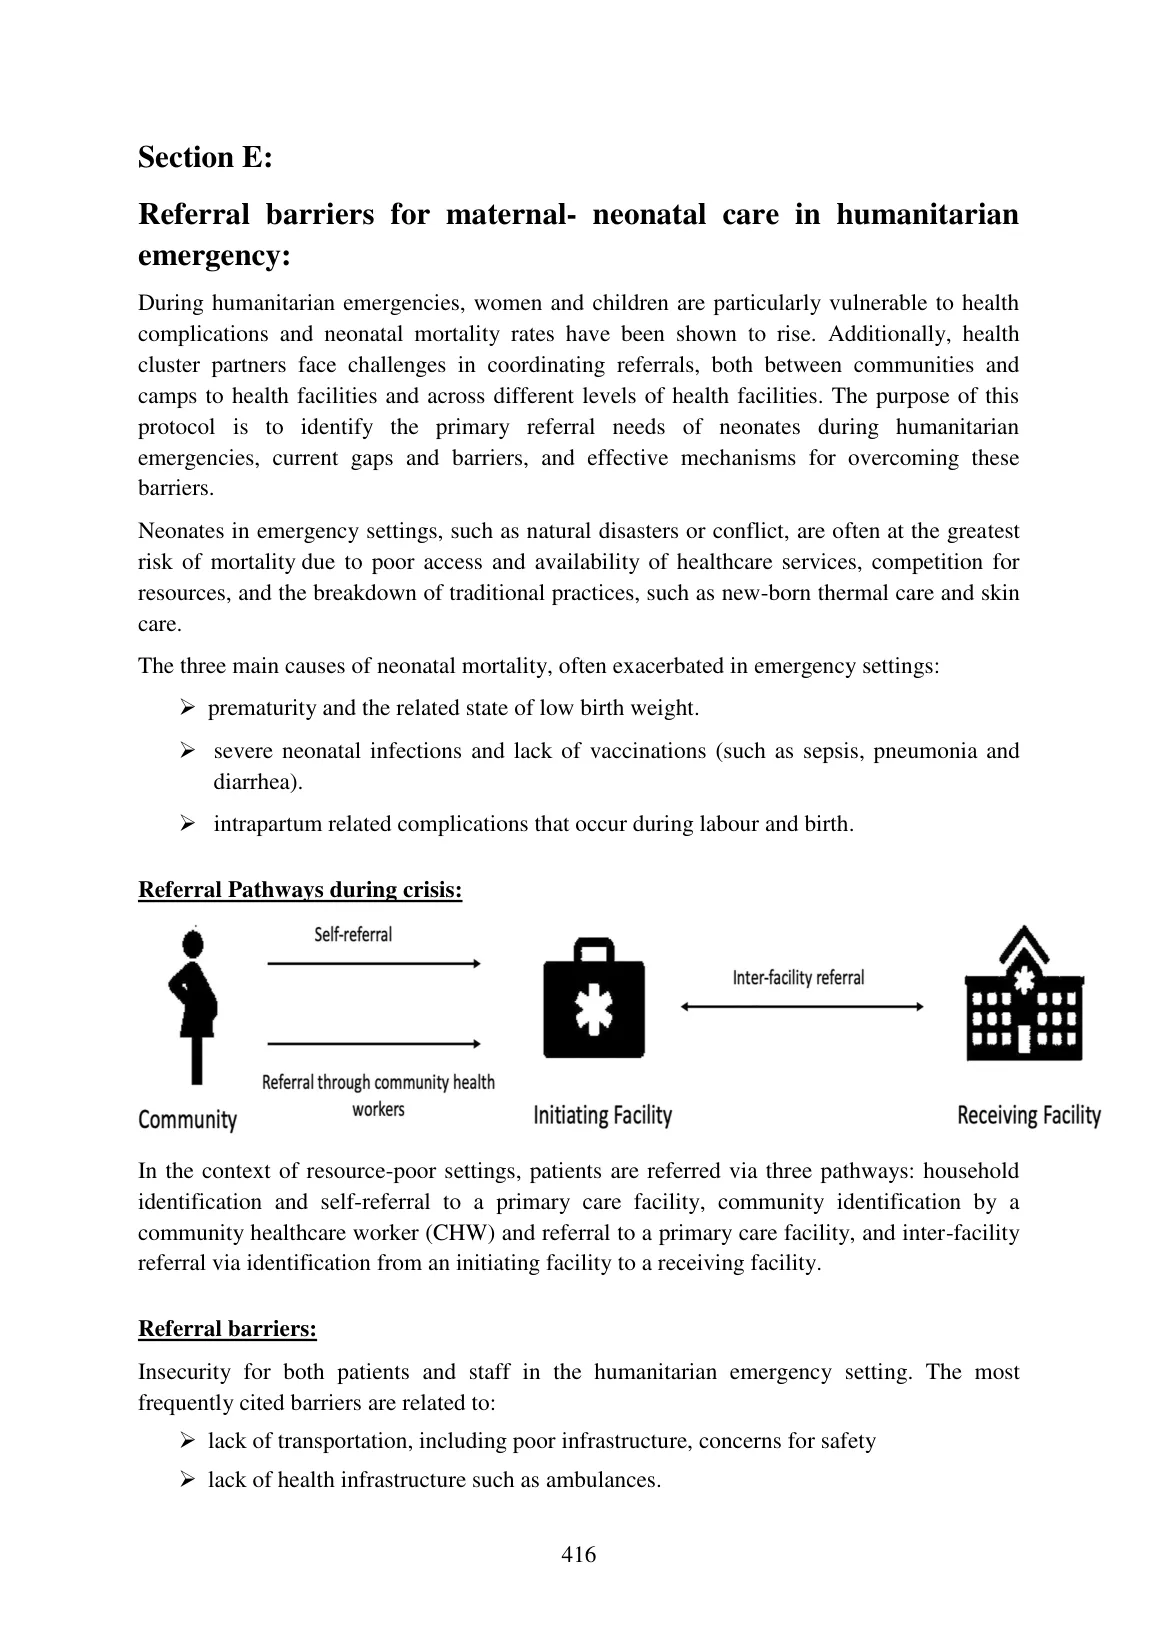 Section E:
Referral barriers for maternal- neonatal care in humanitarian
emergency:
During humanitarian emergencies, women and children are particularly vulnerable to health
complications and neonatal mortality rates have been shown to rise. Additionally, health
cluster partners face challenges in coordinating referrals, both between communities and
camps to health facilities and across different levels of health facilities. The purpose of this
protocol is to identify the primary referral needs of neonates during humanitarian
emergencies, current gaps and barriers, and effective mechanisms for overcoming these
barriers.
Neonates in emergency settings, such as natural disasters or conflict, are often at the greatest
risk of mortality due to poor access and availability of healthcare services, competition for
resources, and the breakdown of traditional practices, such as new-born thermal care and skin
care.
The three main causes of neonatal mortality, often exacerbated in emergency settings:
➢ prematurity and the related state of low birth weight.
➢ severe neonatal infections and lack of vaccinations (such as sepsis, pneumonia and
diarrhea).
➢ intrapartum related complications that occur during labour and birth.
Referral Pathways during crisis:
Self-referral
Inter-facility referral
Referral through community health
workers
Community
Initiating Facility
Receiving Facility
In the context of resource-poor settings, patients are referred via three pathways: household
identification and self-referral to a primary care facility, community identification by a
community healthcare worker (CHW) and referral to a primary care facility, and inter-facility
referral via identification from an initiating facility to a receiving facility.
Referral barriers:
Insecurity for both patients and staff in the humanitarian emergency setting. The most
frequently cited barriers are related to:
➢ lack of transportation, including poor infrastructure, concerns for safety
➢ lack of health infrastructure such as ambulances.
416